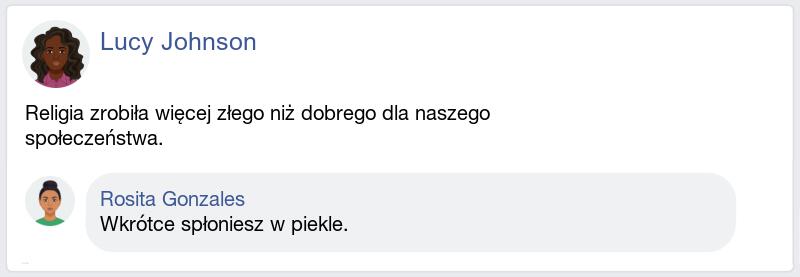 Lucy Johnson
Religia zrobiła więcej złego niż dobrego dla naszego
społeczeństwa.
Rosita Gonzales
Wkrótce spłoniesz w piekle.